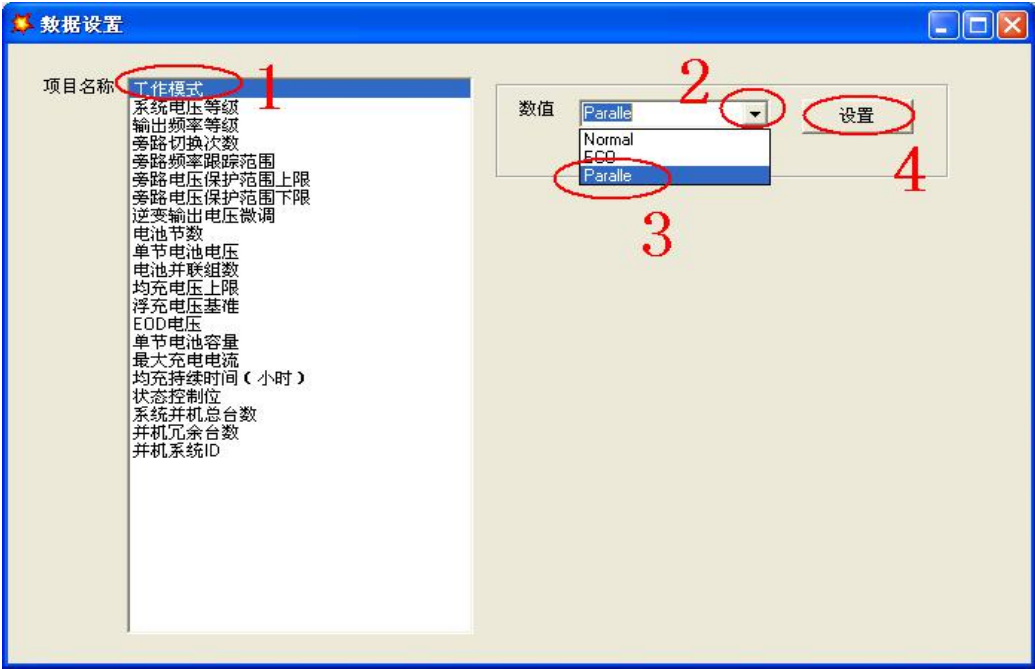 数据设置
项目名称
工作模式
1
系统电压等级
输出频率等级
旁路切换次数
旁路频率跟踪范围
旁路电压保护范围上限
旁路电压保护范围下限
逆变输出电压微调
电池节数
单节电池电压
电池并联组数
均充电压上限
浮充电压基准
EOD电压
单节电池容量
最大充电电流
均充持续时间(小时)
状态控制位
系统并机总台数
并机冗余台数
并机系统ID
数值
Paralle
2
设置
4
Normal
ECO
Paralle
3